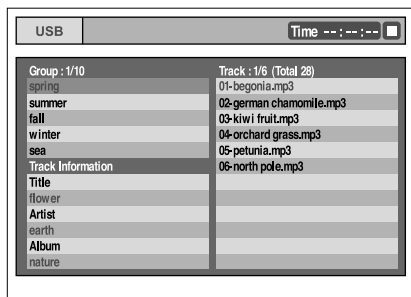 USB
Time --:--:--
Group : 1/10
spring
summer
fall
winter
sea
Track Information
Title
flower
Artist
earth
Album
nature
Track : 1/6 (Total 28)
01-begonia.mp3
02-german chamomile.mp3
03-kiwi fruit.mp3
04-orchard grass.mp3
05-petunia.mp3
06-north pole.mp3